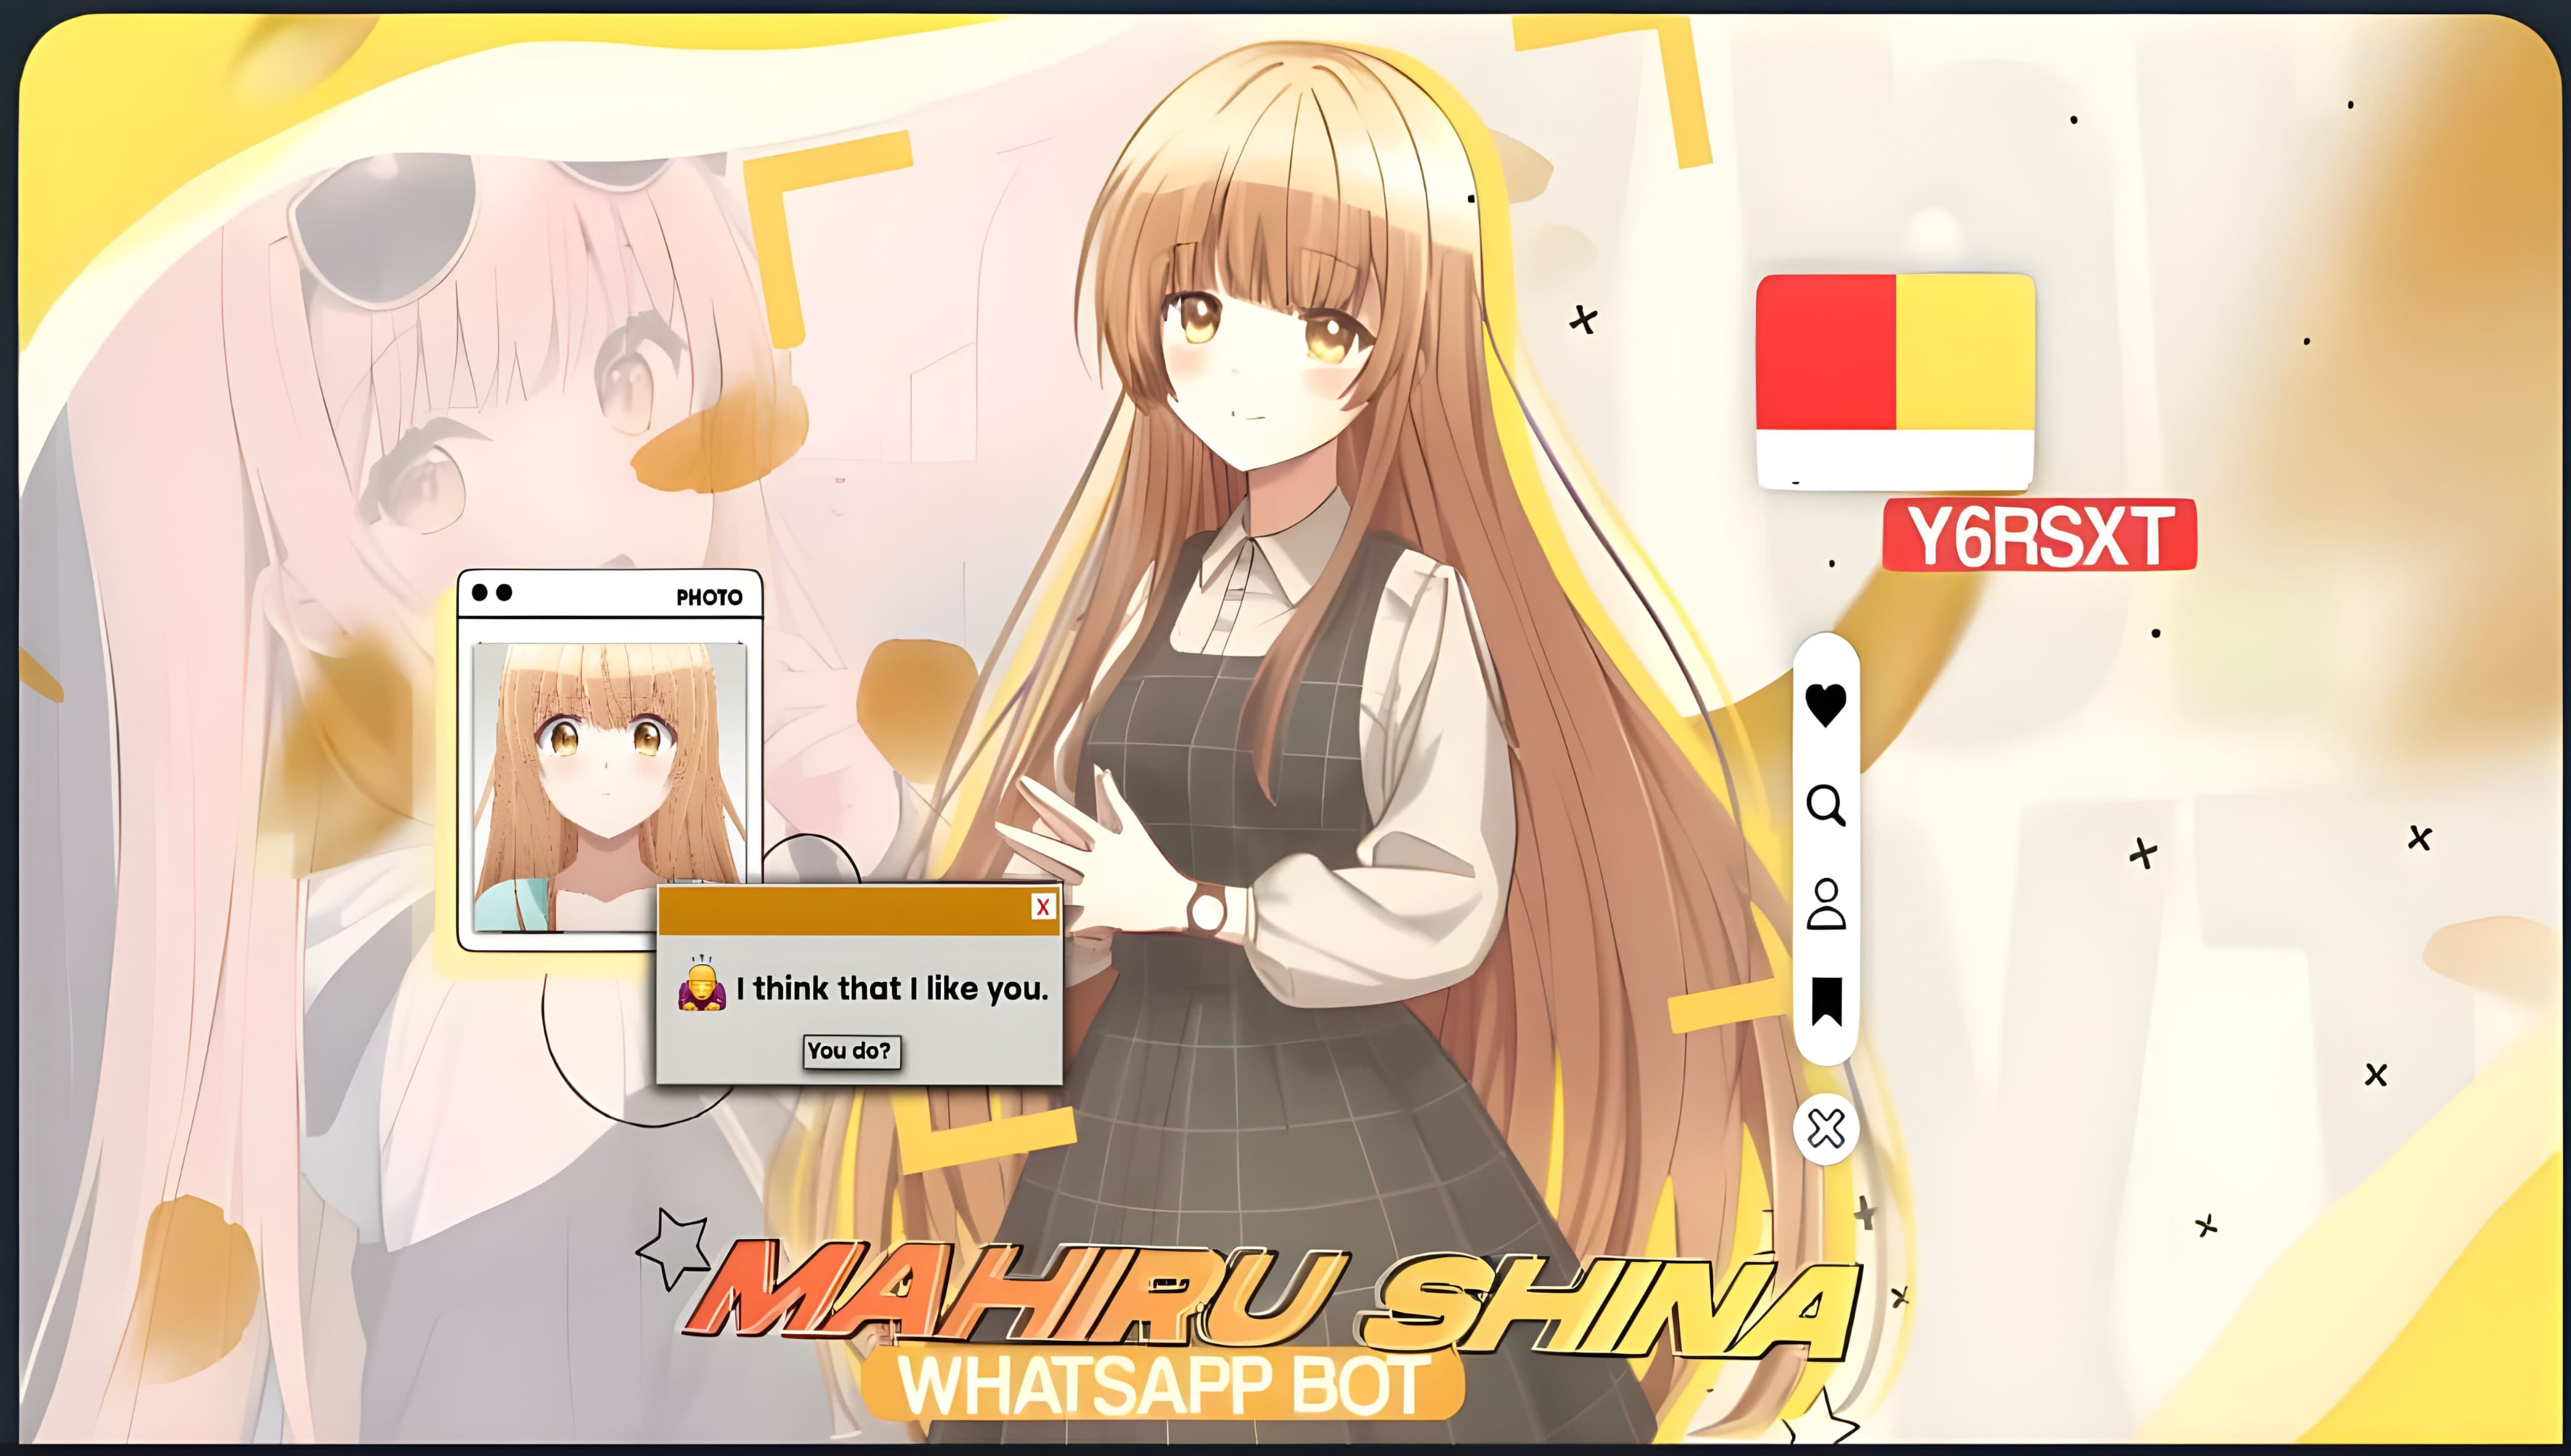 Y6RSXT
PHOTO
X
I think that I like you.
You do?
MAHIRU SHINA
WHATSAPP BOT